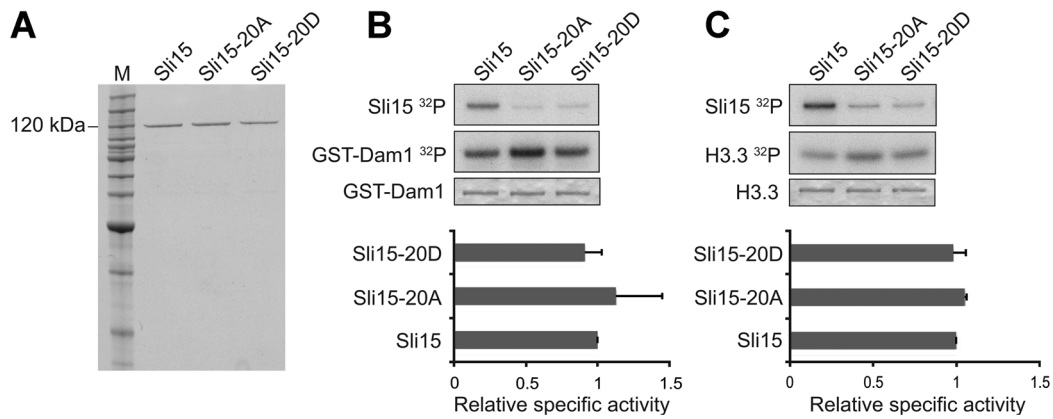 A
M Sli15 Sli15-20A Sli15-20D
120 kDa
B
Sli15 Sli15-20A Sli15-20D
Sli15 ³²P
GST-Dam1 ³²P
GST-Dam1
Sli15-20D
Sli15-20A
Sli15
0 0.5 1 1.5
Relative specific activity
C
Sli15 Sli15-20A Sli15-20D
Sli15 ³²P
H3.3 ³²P
H3.3
Sli15-20D
Sli15-20A
Sli15
0 0.5 1 1.5
Relative specific activity